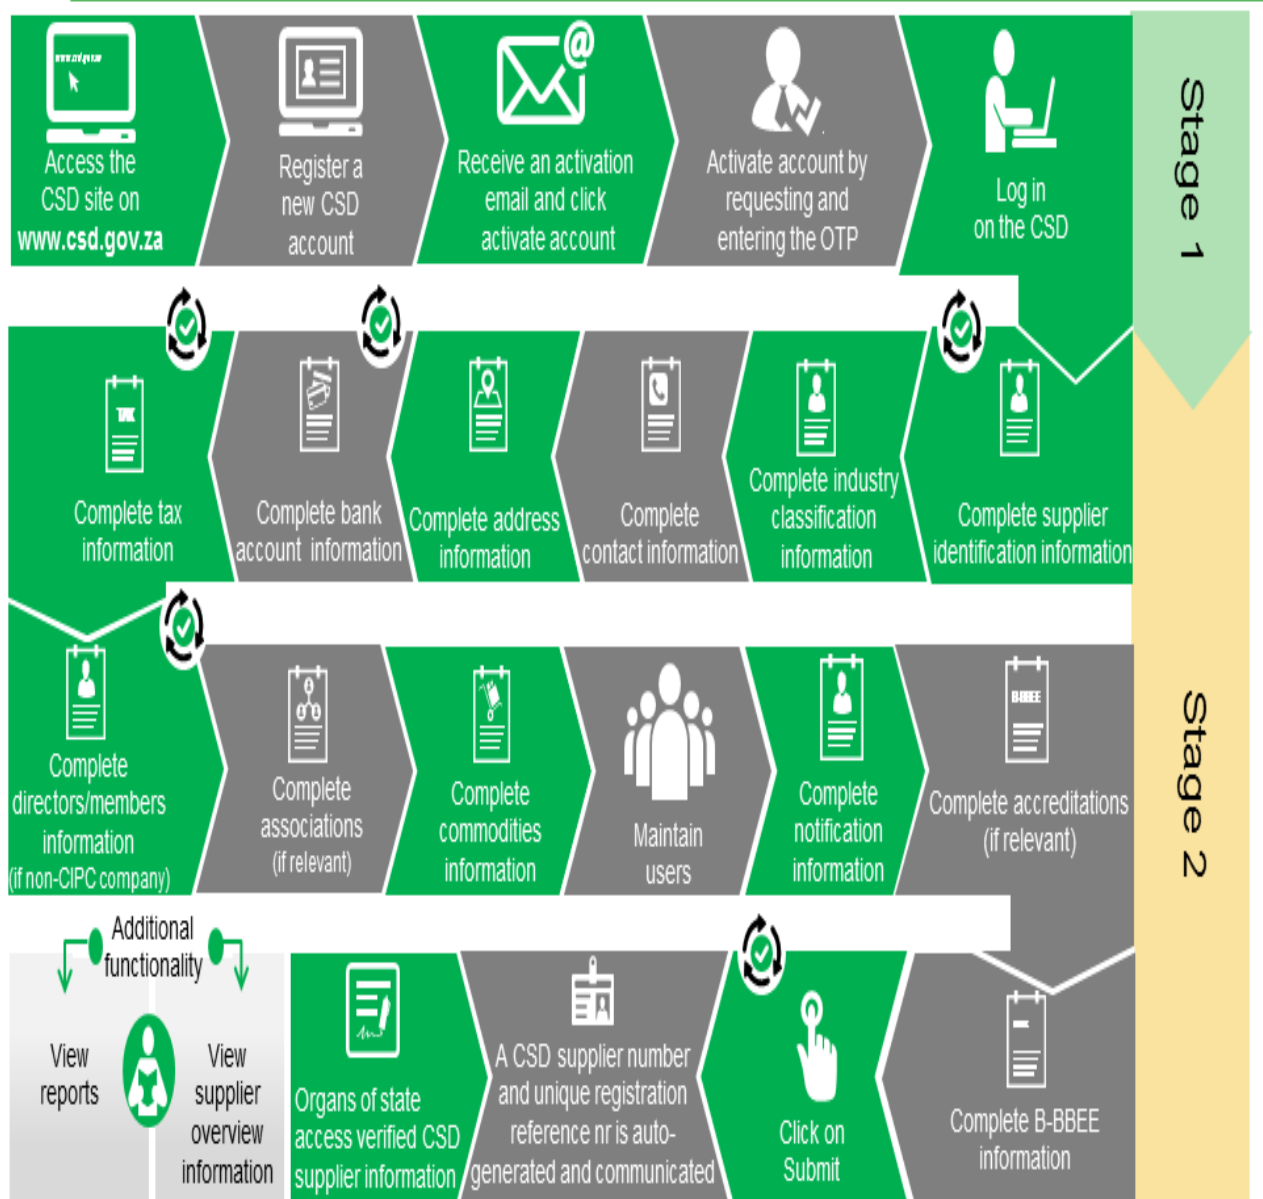 www.csd.gov.za
Access the
CSD site on
www.csd.gov.za
Register a
new CSD
account
@
Receive an activation
email and click
activate account
Activate account by
requesting and
entering the OTP
Log in
on the CSD
Stage 1
Complete supplier
identification information
Complete industry
classification
information
Complete
contact information
Complete address
information
Complete bank
account information
TAX
Complete tax
information
Stage 2
Complete
directors/members
information
(if non-CIPC company)
Complete
associations
(if relevant)
Complete
commodities
information
Maintain
users
Complete
notification
information
B-BBEE
Complete accreditations
(if relevant)
Complete B-BBEE
information
Click on
Submit
A CSD supplier number
and unique registration
reference nr is auto-
generated and communicated
Organs of state
access verified CSD
supplier information
Additional
functionality
View
reports
View
supplier
overview
information